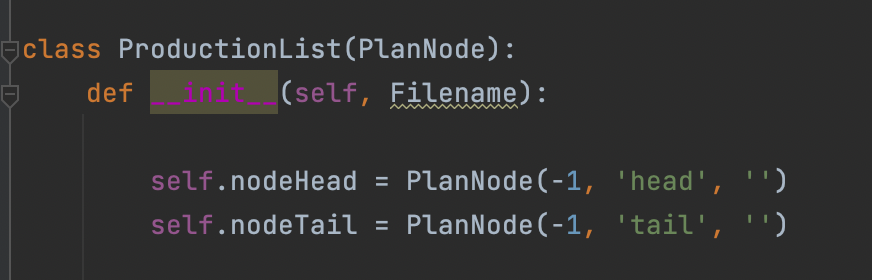 class ProductionList(PlanNode):
    def __init__(self, Filename):
        self.nodeHead = PlanNode(-1, 'head', '')
        self.nodeTail = PlanNode(-1, 'tail', '')